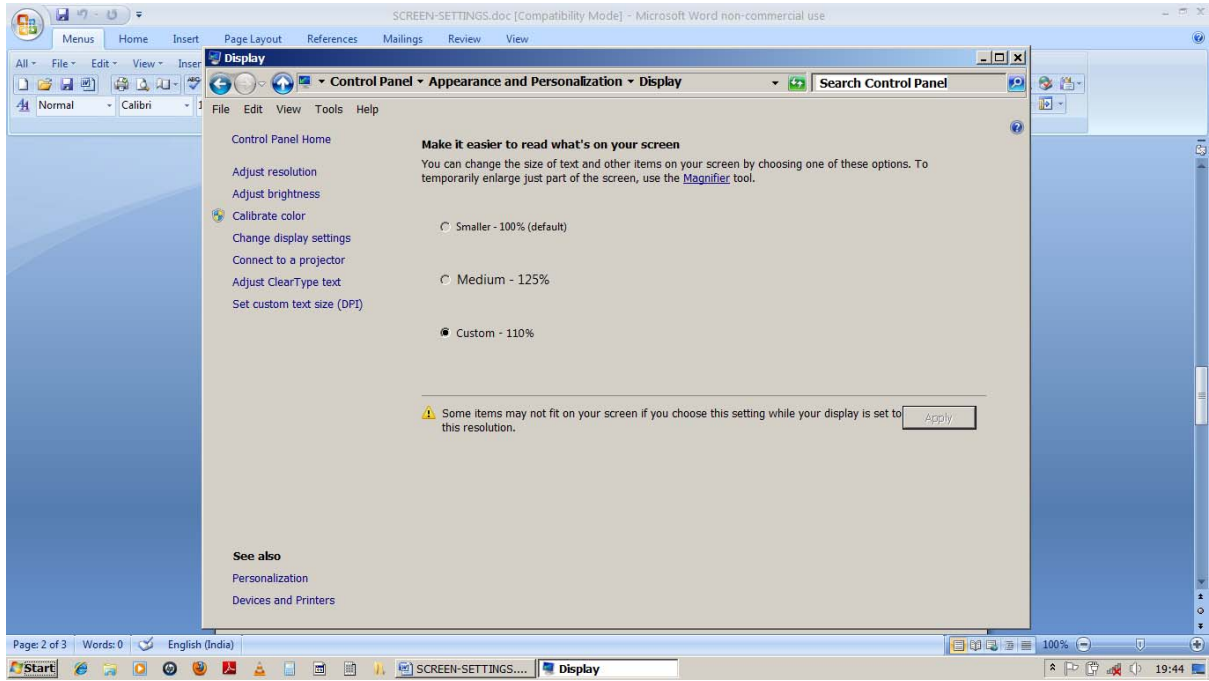 SCREEN-SETTINGS.doc [Compatibility Mode] - Microsoft Word non-commercial use
Menus Home Insert Page Layout References Mailings Review View
All File Edit View Inser
Normal Calibri 1
Display
Control Panel Appearance and Personalization Display Search Control Panel
File Edit View Tools Help
Control Panel Home
Adjust resolution
Adjust brightness
Calibrate color
Change display settings
Connect to a projector
Adjust ClearType text
Set custom text size (DPI)
Make it easier to read what's on your screen
You can change the size of text and other items on your screen by choosing one of these options. To
temporarily enlarge just part of the screen, use the Magnifier tool.
Smaller - 100% (default)
Medium - 125%
Custom - 110%
Some items may not fit on your screen if you choose this setting while your display is set to
this resolution.
Apply
See also
Personalization
Devices and Printers
Page: 2 of 3 Words: 0 English (India) 100%
Start SCREEN-SETTINGS.... Display 19:44